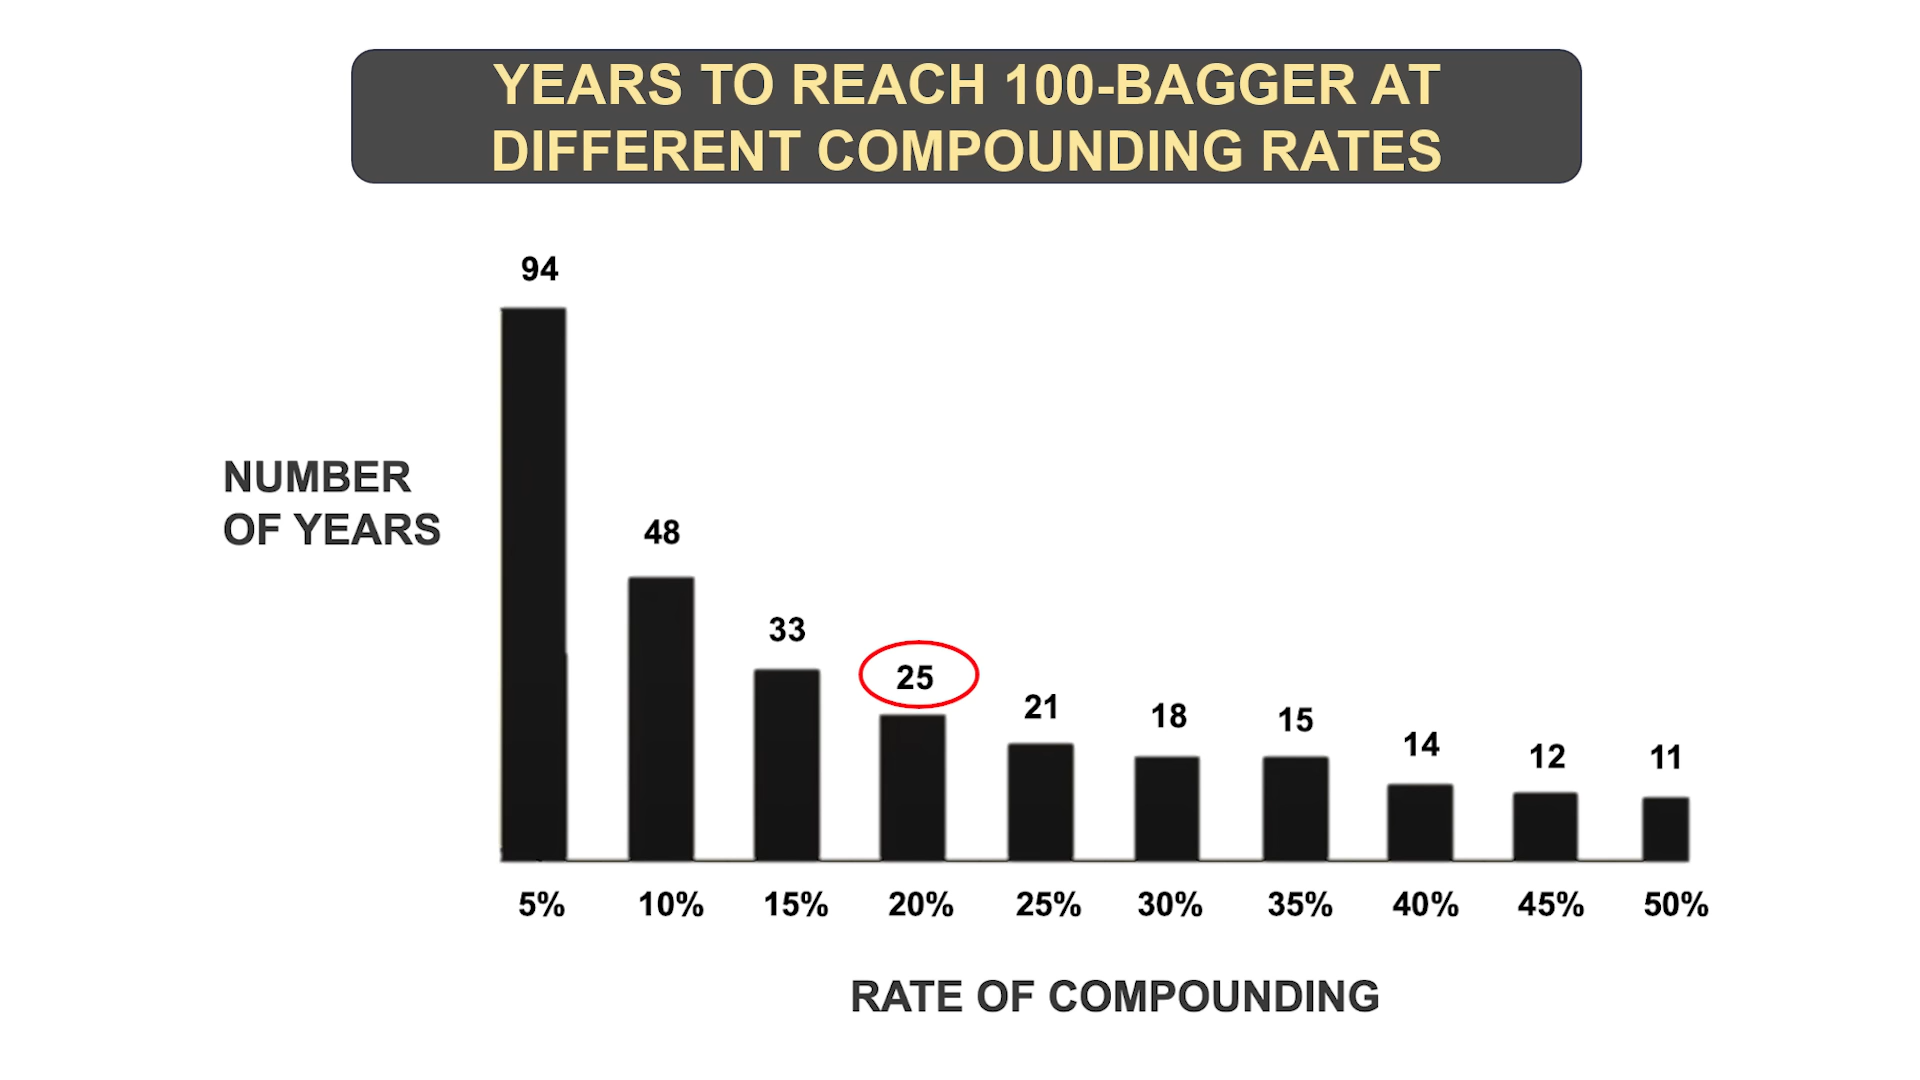 YEARS TO REACH 100-BAGGER AT
DIFFERENT COMPOUNDING RATES
94
48
33
25
21
18
15
14
12
11
NUMBER
OF YEARS
5% 10% 15% 20% 25% 30% 35% 40% 45% 50%
RATE OF COMPOUNDING